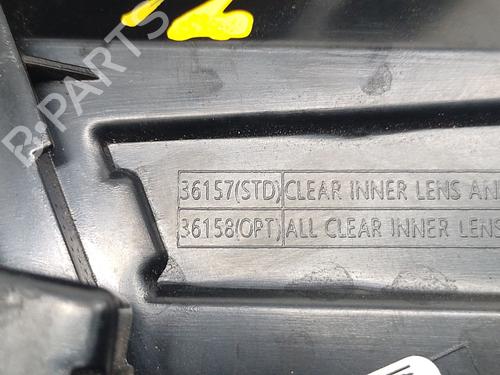 36157(STD) CLEAR INNER LENS AN
36158(OPT) ALL CLEAR INNER LENS
B-PARTS